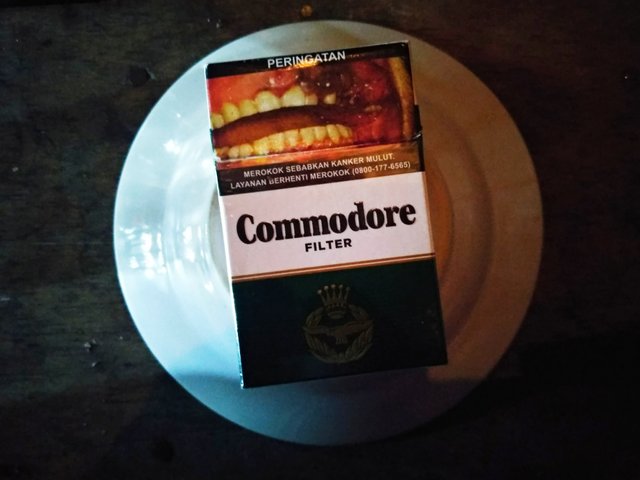 PERINGATAN
MEROKOK SEBABKAN KANKER MULUT.
LAYANAN BERHENTI MEROKOK (0800-177-6565)
Commodore
FILTER